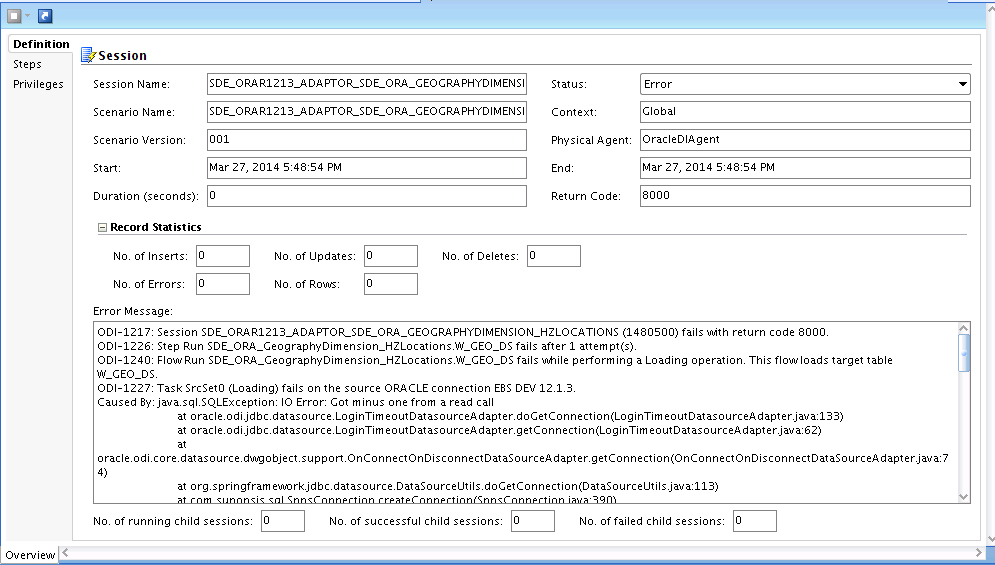 Definition
Steps
Privileges
Session
Session Name: SDE_ORAR1213_ADAPTOR_SDE_ORA_GEOGRAPHYDIMENSI Status: Error
Scenario Name: SDE_ORAR1213_ADAPTOR_SDE_ORA_GEOGRAPHYDIMENSI Context: Global
Scenario Version: 001 Physical Agent: OracleDIAgent
Start: Mar 27, 2014 5:48:54 PM End: Mar 27, 2014 5:48:54 PM
Duration (seconds): 0 Return Code: 8000
Record Statistics
No. of Inserts: 0 No. of Updates: 0 No. of Deletes: 0
No. of Errors: 0 No. of Rows: 0
Error Message:
ODI-1217: Session SDE_ORAR1213_ADAPTOR_SDE_ORA_GEOGRAPHYDIMENSION_HZLOCATIONS (1480500) fails with return code 8000.
ODI-1226: Step Run SDE_ORA_GeographyDimension_HZLocations.W_GEO_DS fails after 1 attempt(s).
ODI-1240: Flow Run SDE_ORA_GeographyDimension_HZLocations.W_GEO_DS fails while performing a Loading operation. This flow loads target table
W_GEO_DS.
ODI-1227: Task SrcSet0 (Loading) fails on the source ORACLE connection EBS DEV 12.1.3.
Caused By: java.sql.SQLException: IO Error: Got minus one from a read call
at oracle.odi.jdbc.datasource.LoginTimeoutDatasourceAdapter.doGetConnection(LoginTimeoutDatasourceAdapter.java:133)
at oracle.odi.jdbc.datasource.LoginTimeoutDatasourceAdapter.getConnection(LoginTimeoutDatasourceAdapter.java:62)
at
oracle.odi.core.datasource.dwgobject.support.OnConnectOnDisconnectDataSourceAdapter.getConnection(OnConnectOnDisconnectDataSourceAdapter.java:7
4)
at org.springframework.jdbc.datasource.DataSourceUtils.doGetConnection(DataSourceUtils.java:113)
at com.sunopsis.sql.SnpsConnection.createConnection(SnpsConnection.java:390)
No. of running child sessions: 0 No. of successful child sessions: 0 No. of failed child sessions: 0
Overview